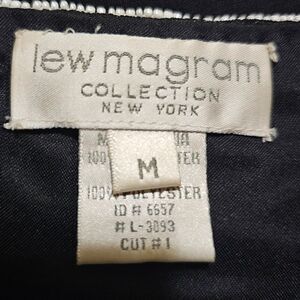 lew magram
COLLECTION
NEW YORK
M
100% POLYESTER
ID # 6657
# L-3093
CUT # 1